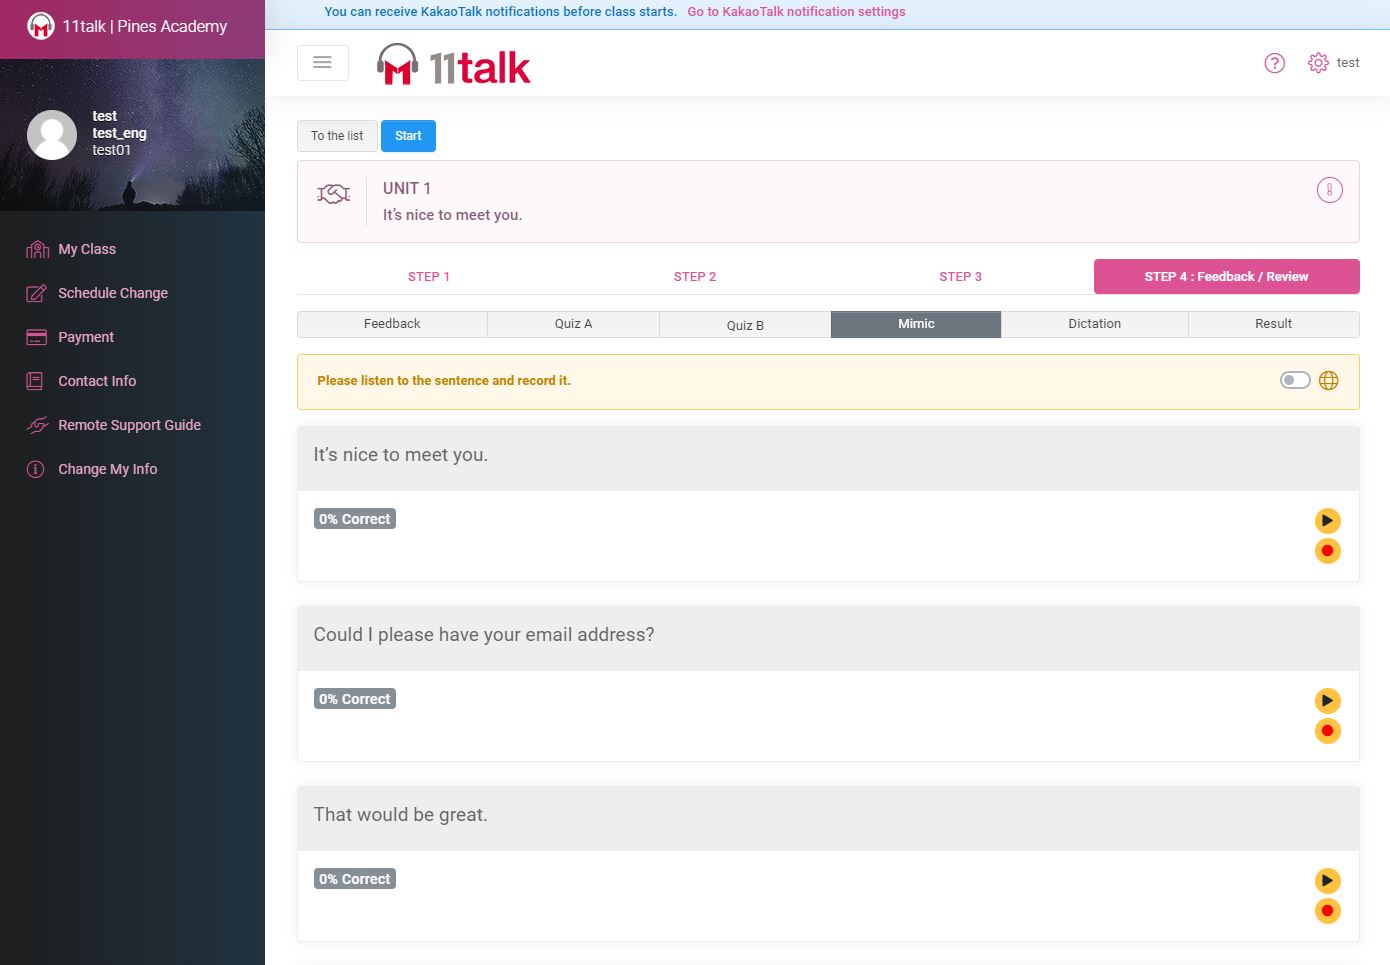 11talk | Pines Academy
You can receive KakaoTalk notifications before class starts. Go to KakaoTalk notification settings
11talk
test
test
test_eng
test01
My Class
Schedule Change
Payment
Contact Info
Remote Support Guide
Change My Info
To the list
Start
UNIT 1
It's nice to meet you.
STEP 1
STEP 2
STEP 3
STEP 4 : Feedback / Review
Feedback
Quiz A
Quiz B
Mimic
Dictation
Result
Please listen to the sentence and record it.
It’s nice to meet you.
0% Correct
Could I please have your email address?
0% Correct
That would be great.
0% Correct